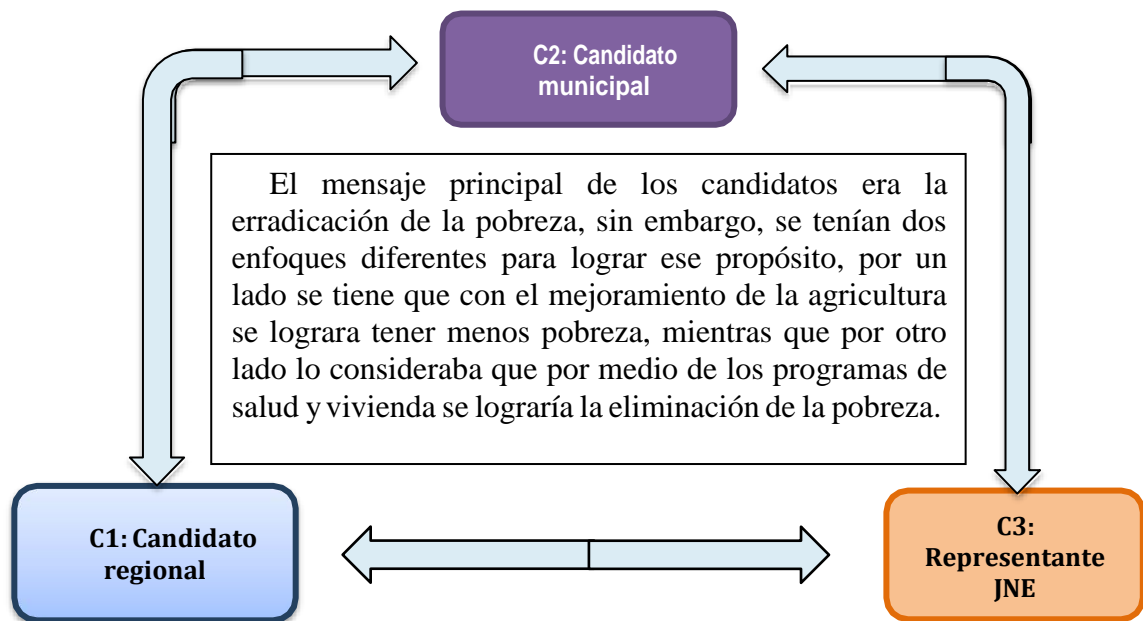 C2: Candidato
municipal
El mensaje principal de los candidatos era la
erradicación de la pobreza, sin embargo, se tenían dos
enfoques diferentes para lograr ese propósito, por un
lado se tiene que con el mejoramiento de la agricultura
se lograra tener menos pobreza, mientras que por otro
lado lo consideraba que por medio de los programas de
salud y vivienda se lograría la eliminación de la pobreza.
C1: Candidato
regional
C3:
Representante
JNE